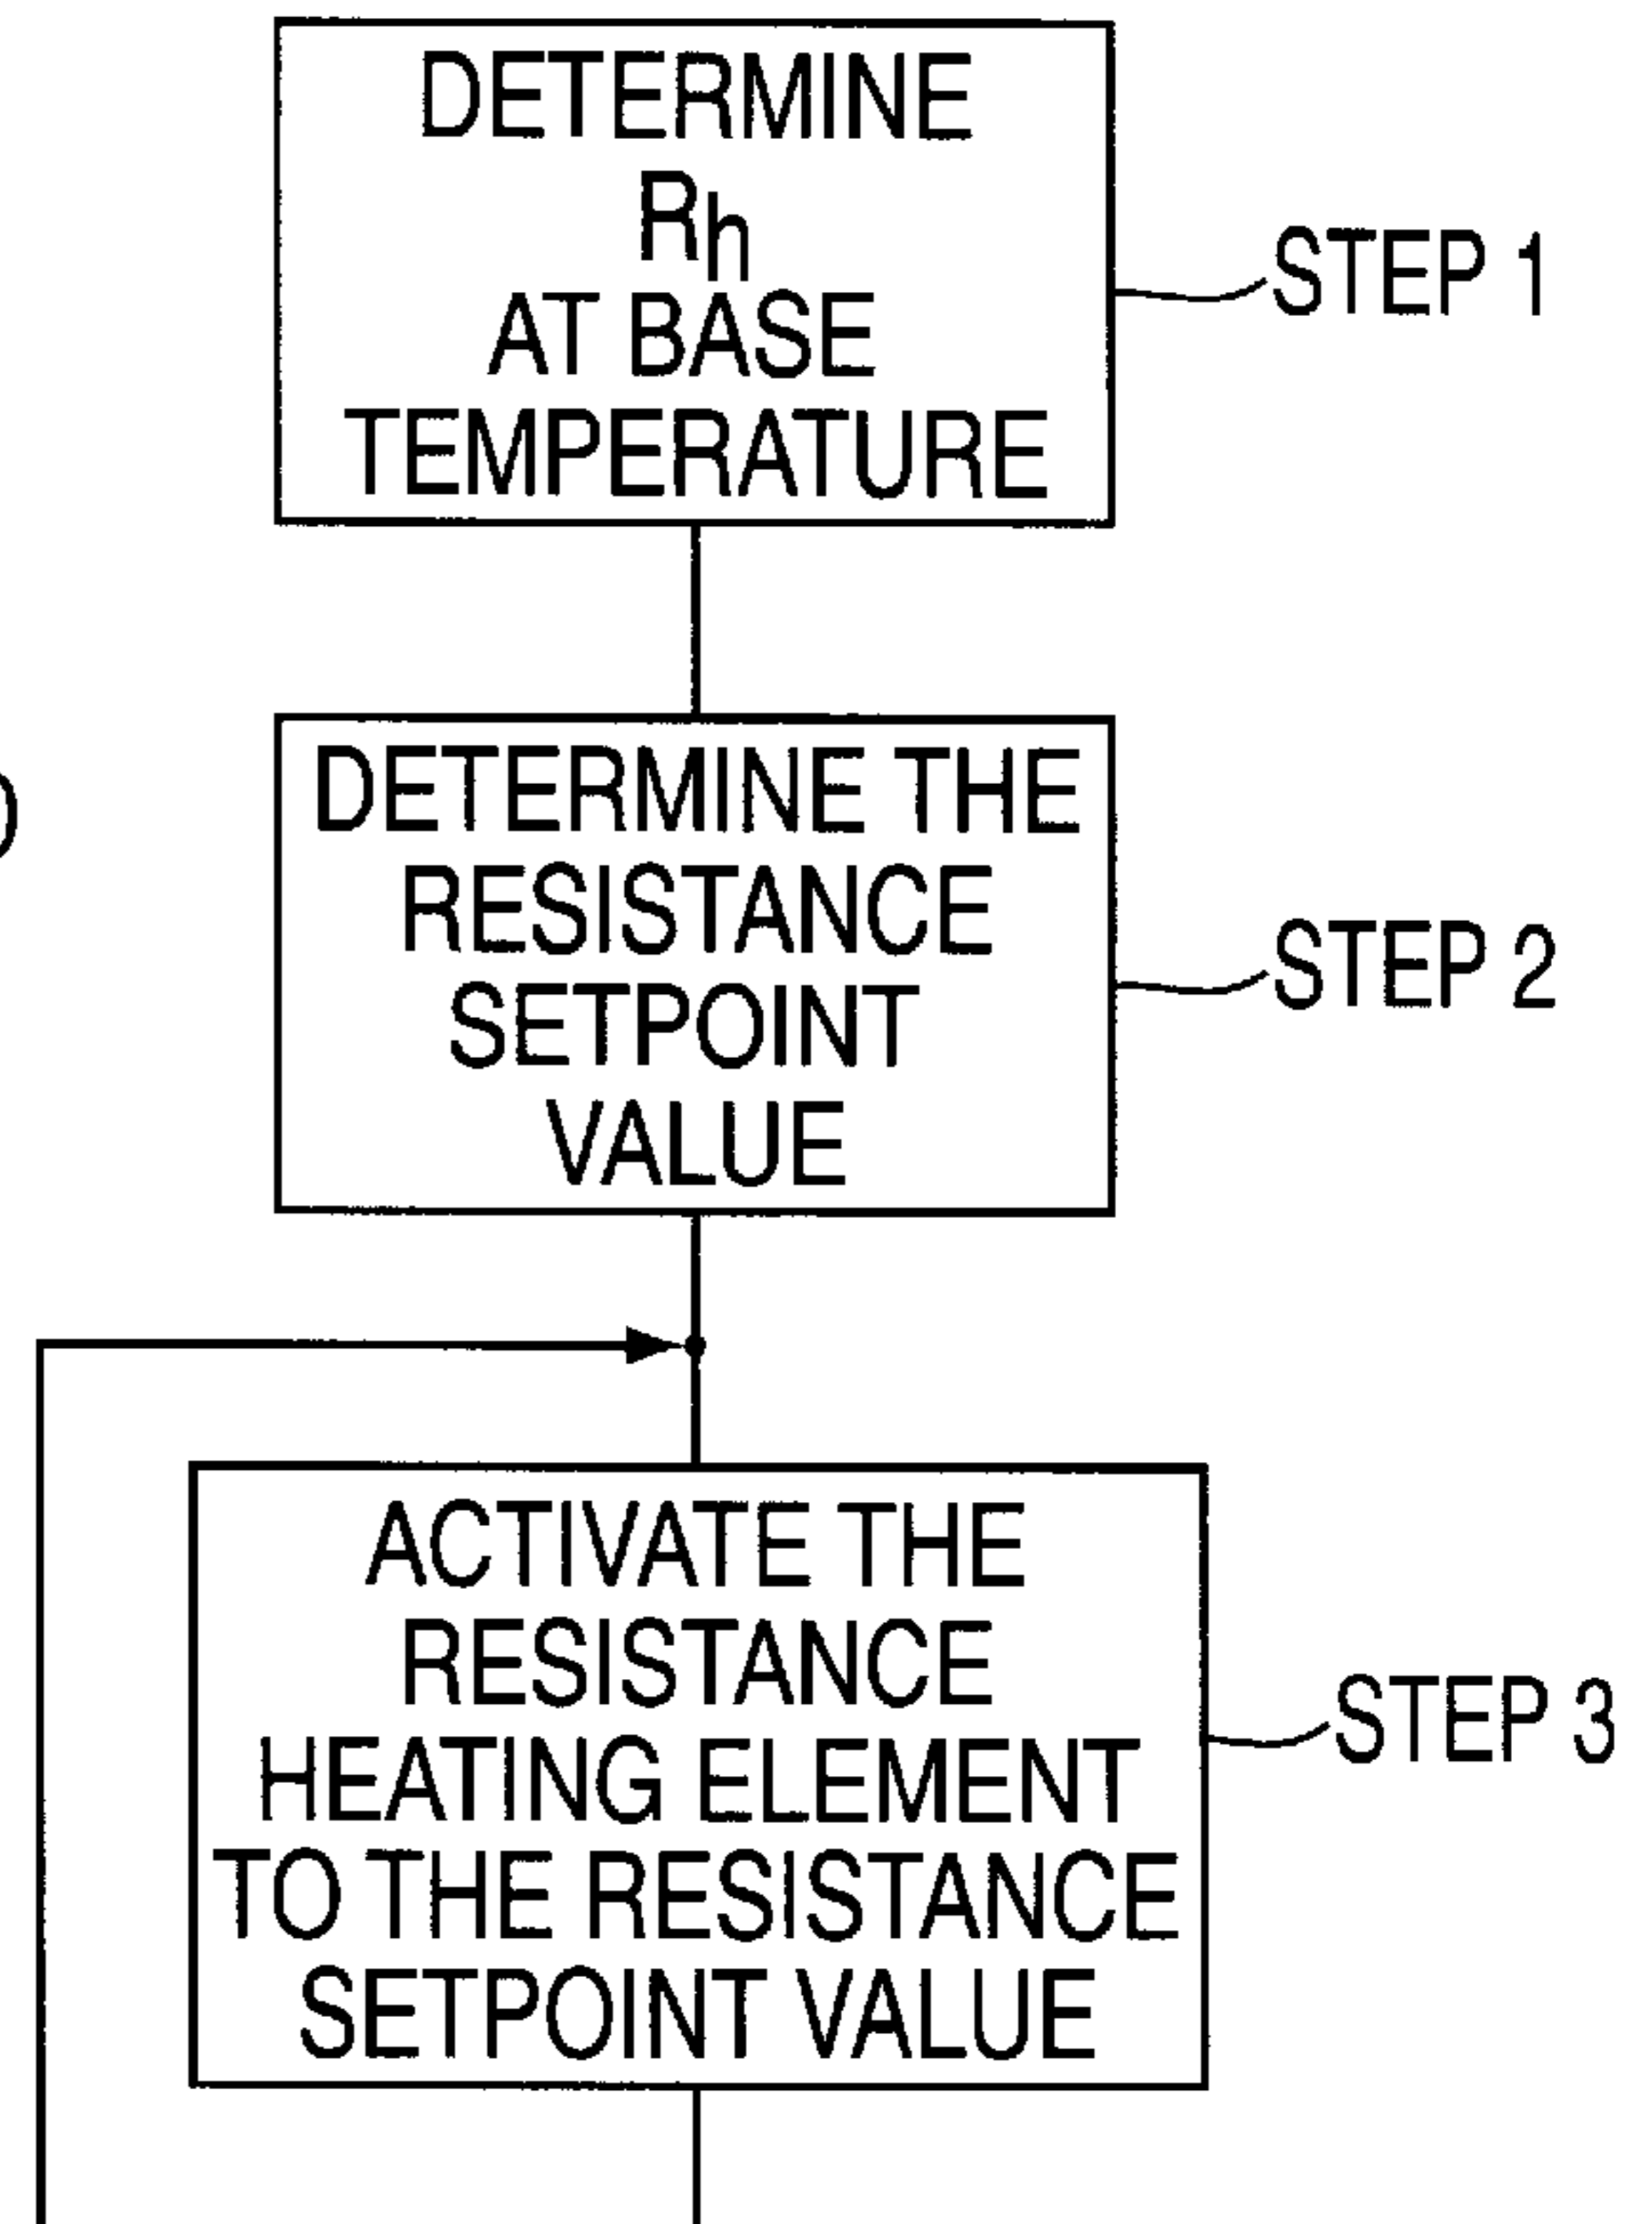 DETERMINE
Rh
AT BASE
TEMPERATURE
STEP 1
DETERMINE THE
RESISTANCE
SETPOINT
VALUE
STEP 2
ACTIVATE THE
RESISTANCE
HEATING ELEMENT
TO THE RESISTANCE
SETPOINT VALUE
STEP 3